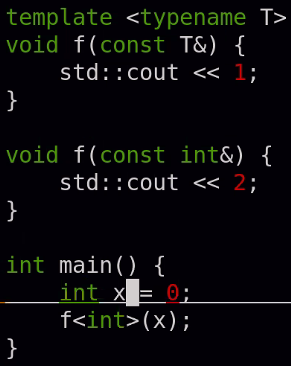 template <typename T>
void f(const T&) {
    std::cout << 1;
}

void f(const int&) {
    std::cout << 2;
}

int main() {
    int x = 0;
    f<int>(x);
}